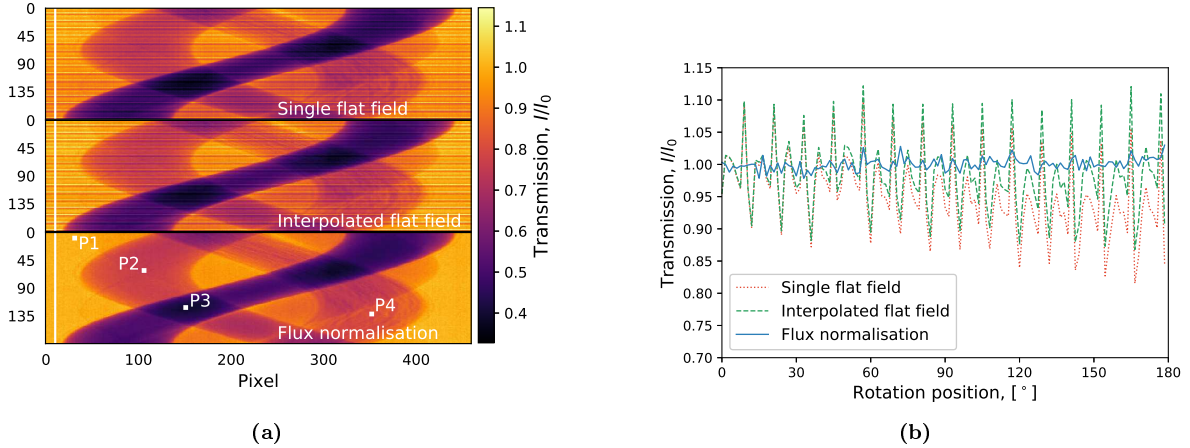 0
45
90
135
0
45
90
135
0
45
90
135
Single flat field
Interpolated flat field
P1
P2
P3
P4
Flux normalisation
0 100 200 300 400
Pixel
1.1
1.0
0.9
0.8
0.7
0.6
0.5
0.4
Transmission, I/I₀
(a)
1.15
1.10
1.05
1.00
0.95
0.90
0.85
0.80
0.75
0.70
Transmission, I/I₀
Single flat field
Interpolated flat field
Flux normalisation
0 30 60 90 120 150 180
Rotation position, [°]
(b)